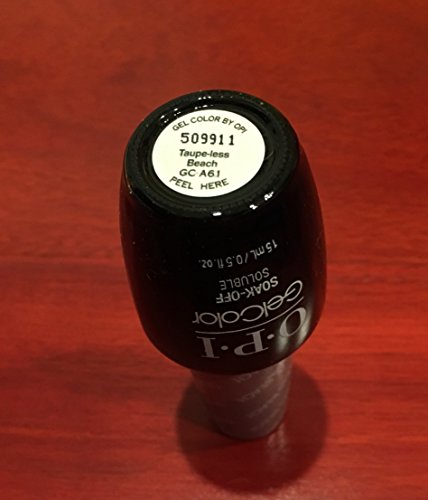 GEL COLOR BY OPI
509911
Taupe-less
Beach
GC A61
PEEL HERE
15 mL/0.5 fl.oz.
SOAK-OFF
SOLUBLE
GelColor
O·P·I